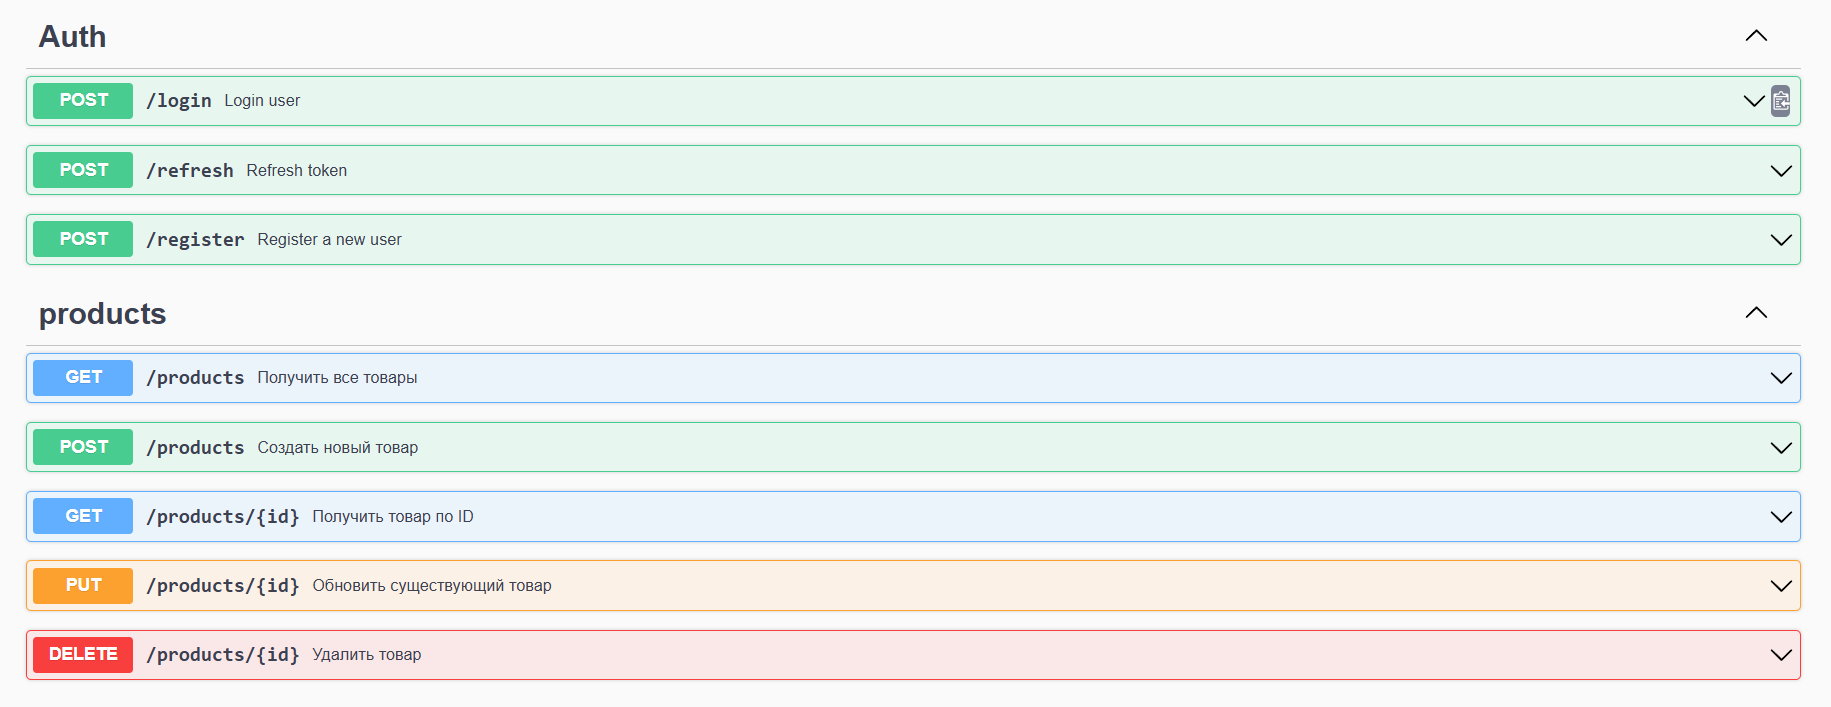 Auth
POST /login Login user
POST /refresh Refresh token
POST /register Register a new user
products
GET /products Получить все товары
POST /products Создать новый товар
GET /products/{id} Получить товар по ID
PUT /products/{id} Обновить существующий товар
DELETE /products/{id} Удалить товар